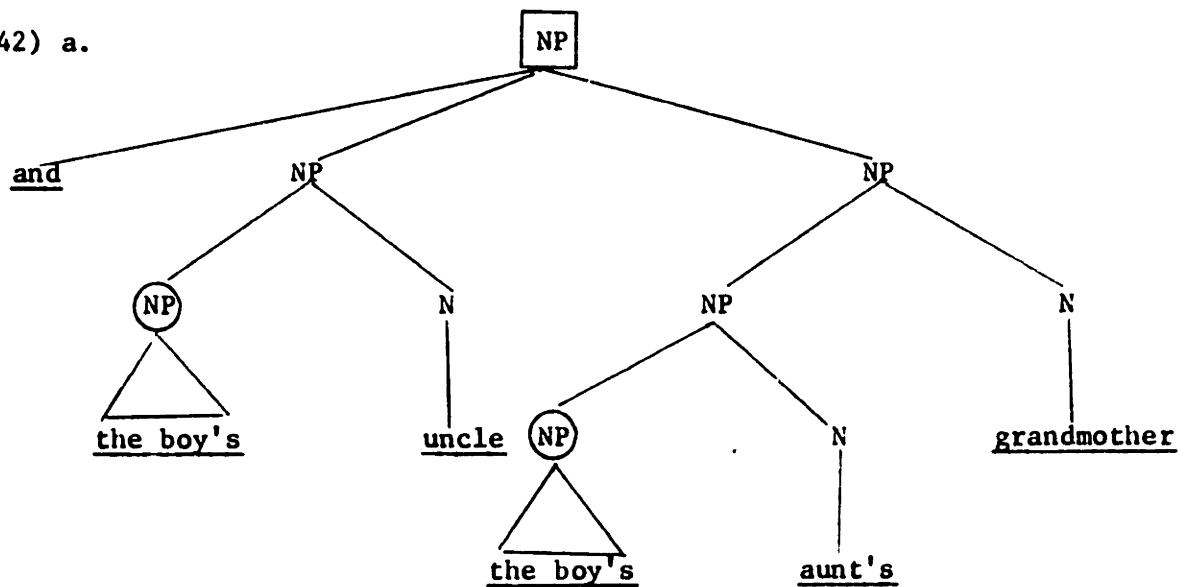 42) a.
NP
and NP NP
NP N NP N
the boy's uncle NP N grandmother
the boy's aunt's